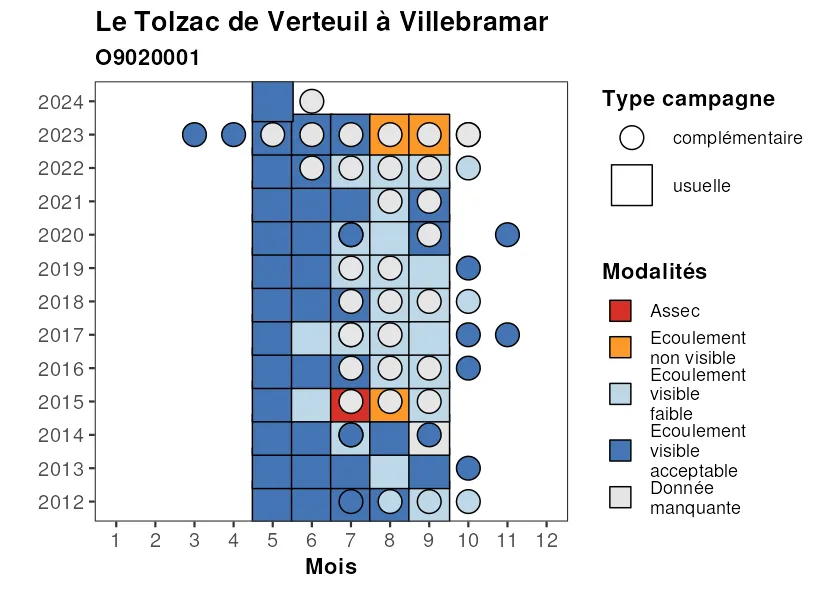 Le Tolzac de Verteuil à Villebramar
O9020001
2024
2023
2022
2021
2020
2019
2018
2017
2016
2015
2014
2013
2012
1 2 3 4 5 6 7 8 9 10 11 12
Mois
Type campagne
complémentaire
usuelle
Modalités
Assec
Ecoulement
non visible
Ecoulement
visible
faible
Ecoulement
visible
acceptable
Donnée
manquante